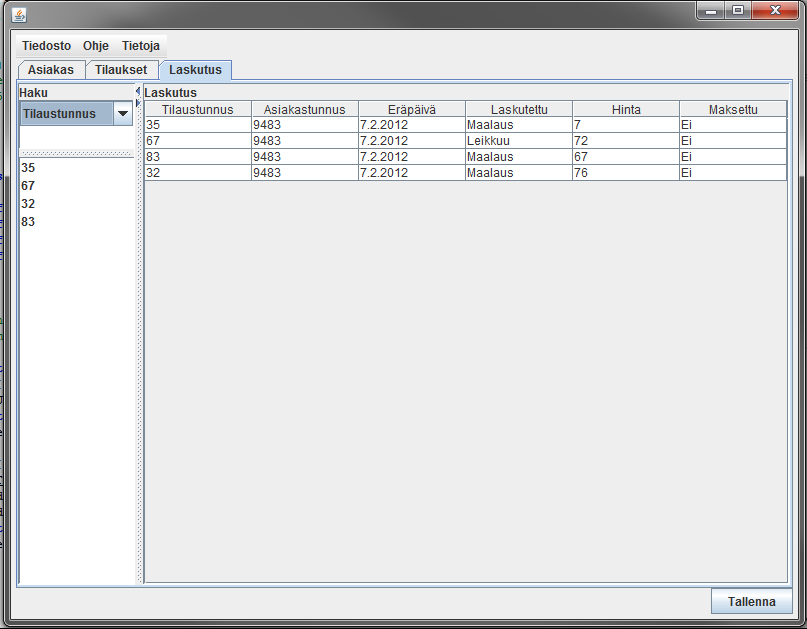 Tiedosto Ohje Tietoja
Asiakas Tilaukset Laskutus
Haku
Tilaustunnus
35
67
32
83
Laskutus
Tilaustunnus Asiakastunnus Eräpäivä Laskutettu Hinta Maksettu
35 9483 7.2.2012 Maalaus 7 Ei
67 9483 7.2.2012 Leikkuu 72 Ei
83 9483 7.2.2012 Maalaus 67 Ei
32 9483 7.2.2012 Maalaus 76 Ei
Tallenna